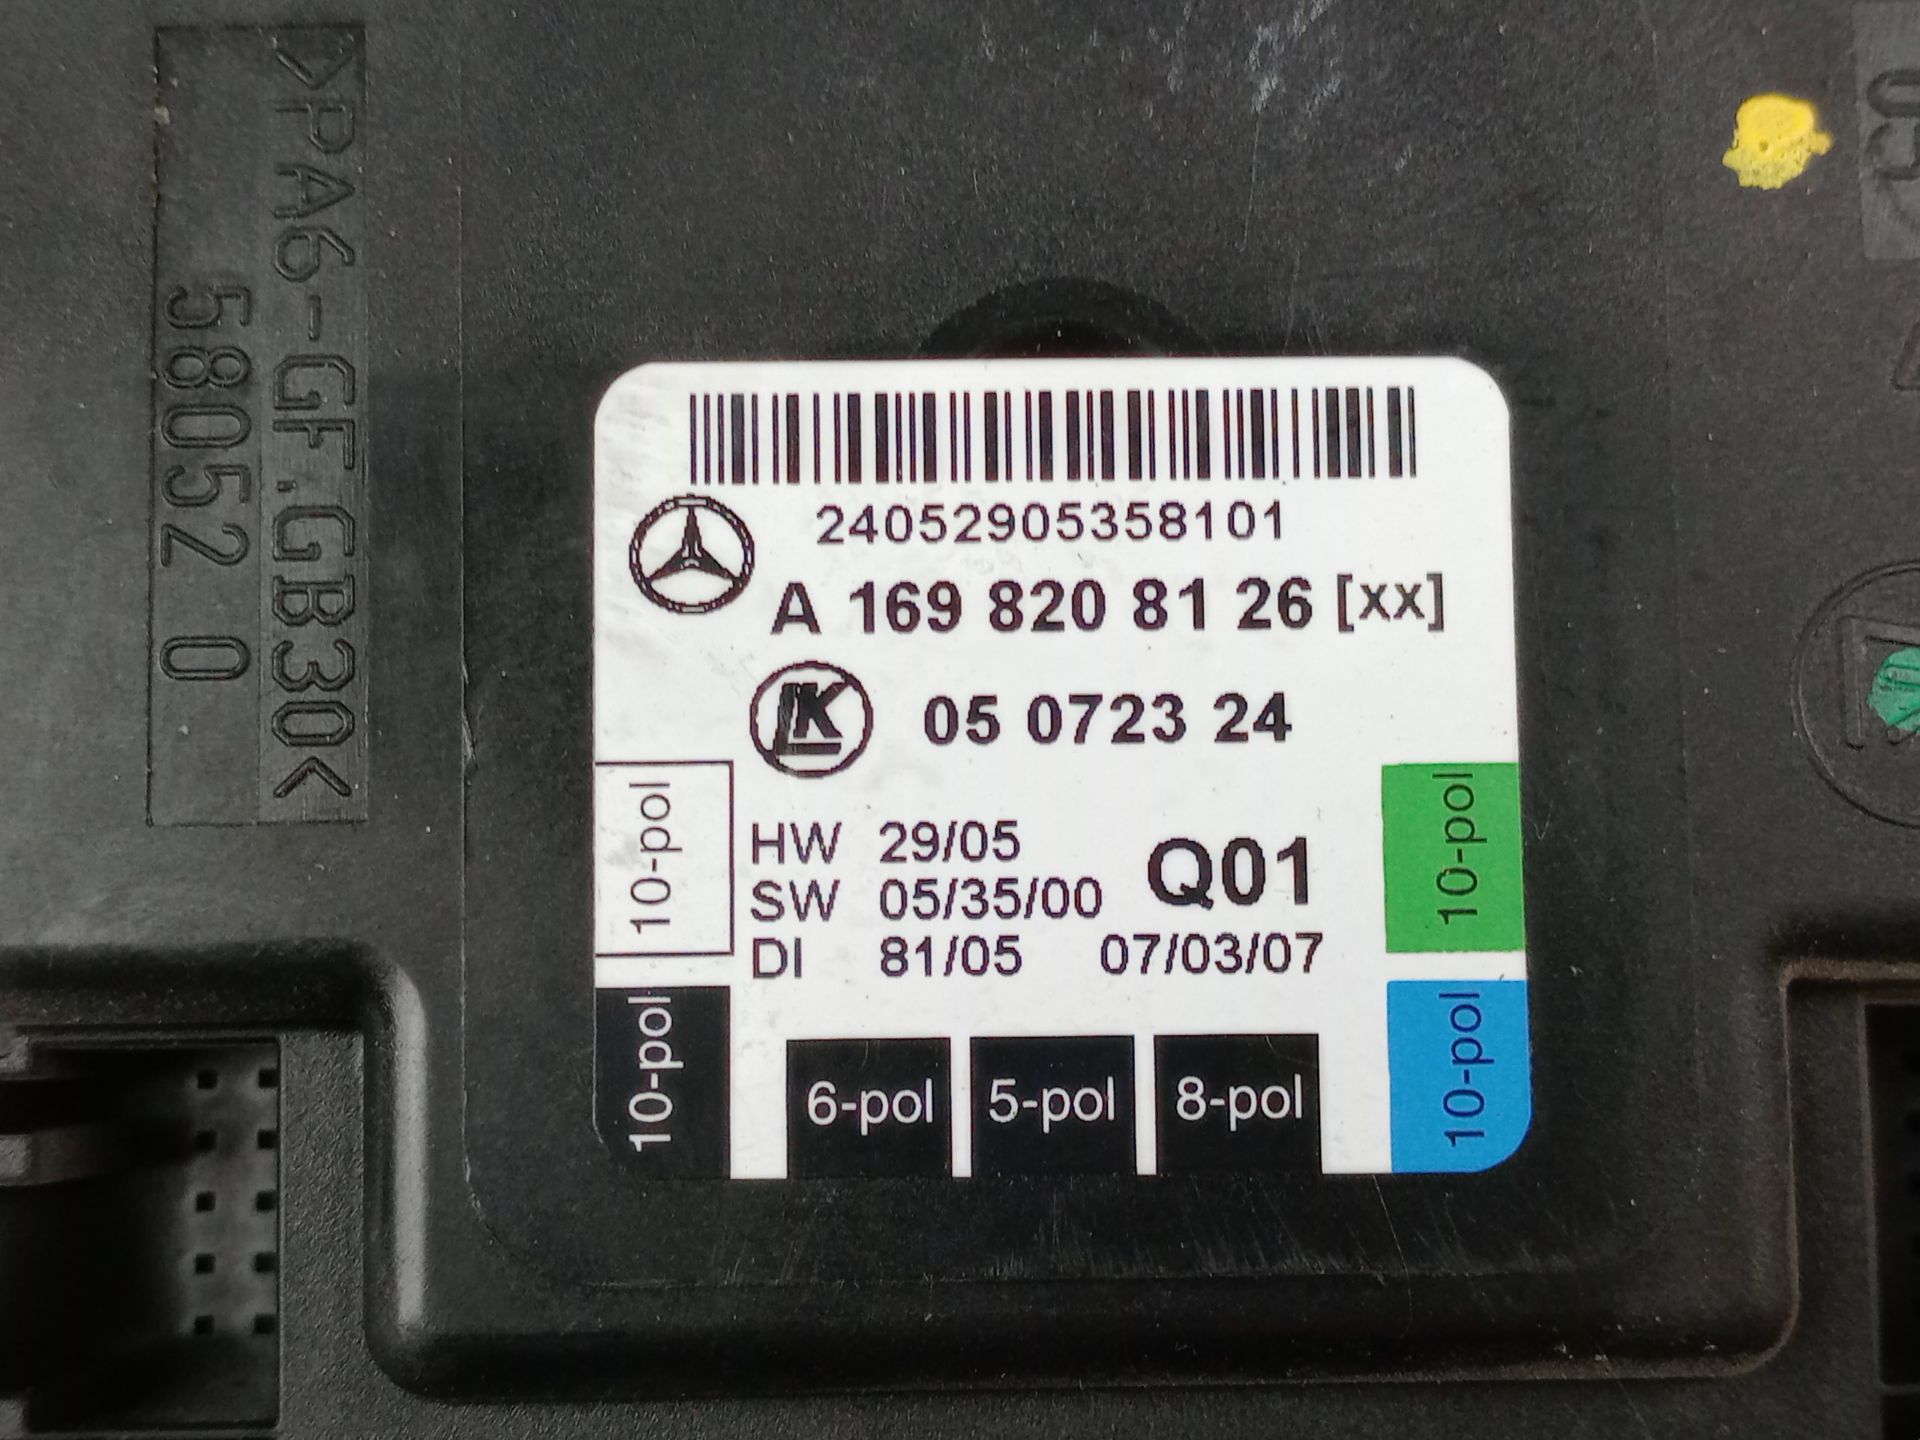 >PA6-GF.GB30<
58052 0
24052905358101
A 169 820 81 26 [xx]
LK 05 0723 24
10-pol
HW 29/05
SW 05/35/00
DI 81/05 07/03/07
Q01
10-pol
10-pol
6-pol
5-pol
8-pol
10-pol